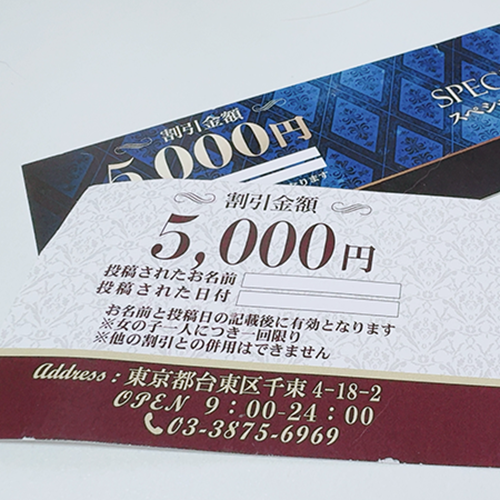 SPEC
スペシ
割引金額
5,000円
ります
割引金額
5,000円
投稿されたお名前
投稿された日付
お名前と投稿日の記載後に有効となります
※女の子一人につき一回限り
※他の割引との併用はできません
Address：東京都台東区千束4-18-2
OPEN 9：00-24：00
03-3875-6969